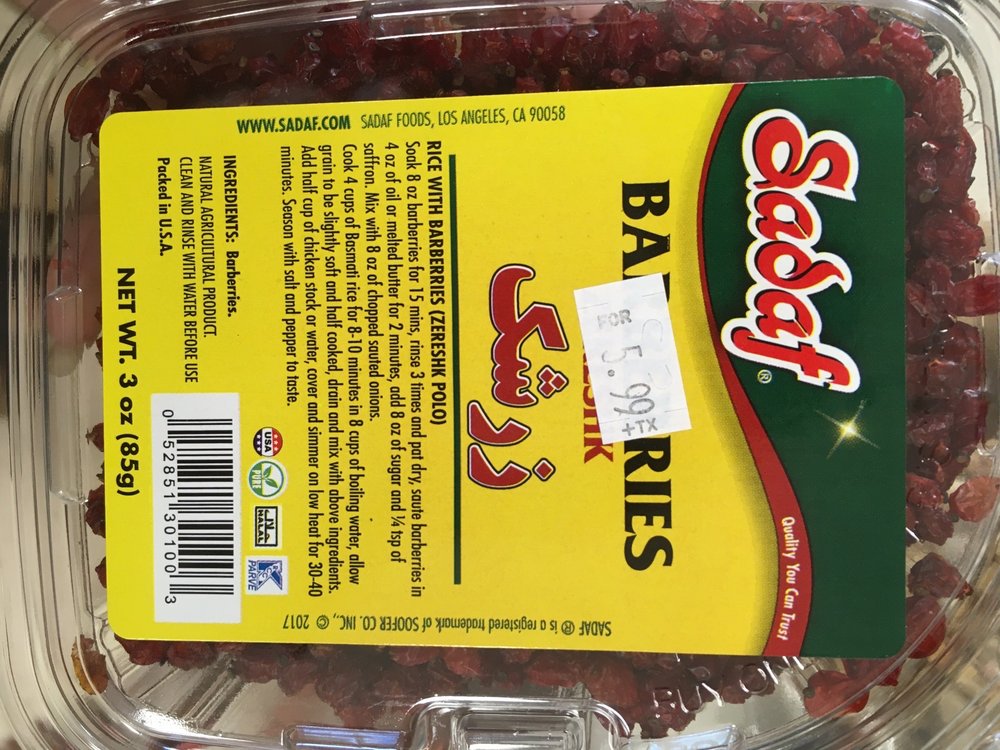 Sadaf®
Quality You Can Trust
BA RIES
FOR
5.99+TX
زرشک
RICE WITH BARBERRIES (ZERESHK POLO)
Soak 8 oz barberries for 15 mins, rinse 3 times and pat dry, saute barberries in
4 oz of oil or melted butter for 2 minutes, add 8 oz of sugar and ¼ tsp of
saffron. Mix with 8 oz of chopped sauted onions.
Cook 4 cups of Basmati rice for 8-10 minutes in 8 cups of boiling water, allow
grain to be slightly soft and half cooked, drain and mix with above ingredients.
Add half cup of chicken stock or water, cover and simmer on low heat for 30-40
minutes. Season with salt and pepper to taste.
INGREDIENTS: Barberries.
NATURAL AGRICULTURAL PRODUCT.
CLEAN AND RINSE WITH WATER BEFORE USE
Packed in U.S.A.
NET WT. 3 oz (85g)
USA
PURE
HALAL
PARVE
0 52851 30100 3
WWW.SADAF.COM SADAF FOODS, LOS ANGELES, CA 90058
SADAF ® is a registered trademark of SOOFER CO. INC., © 2017